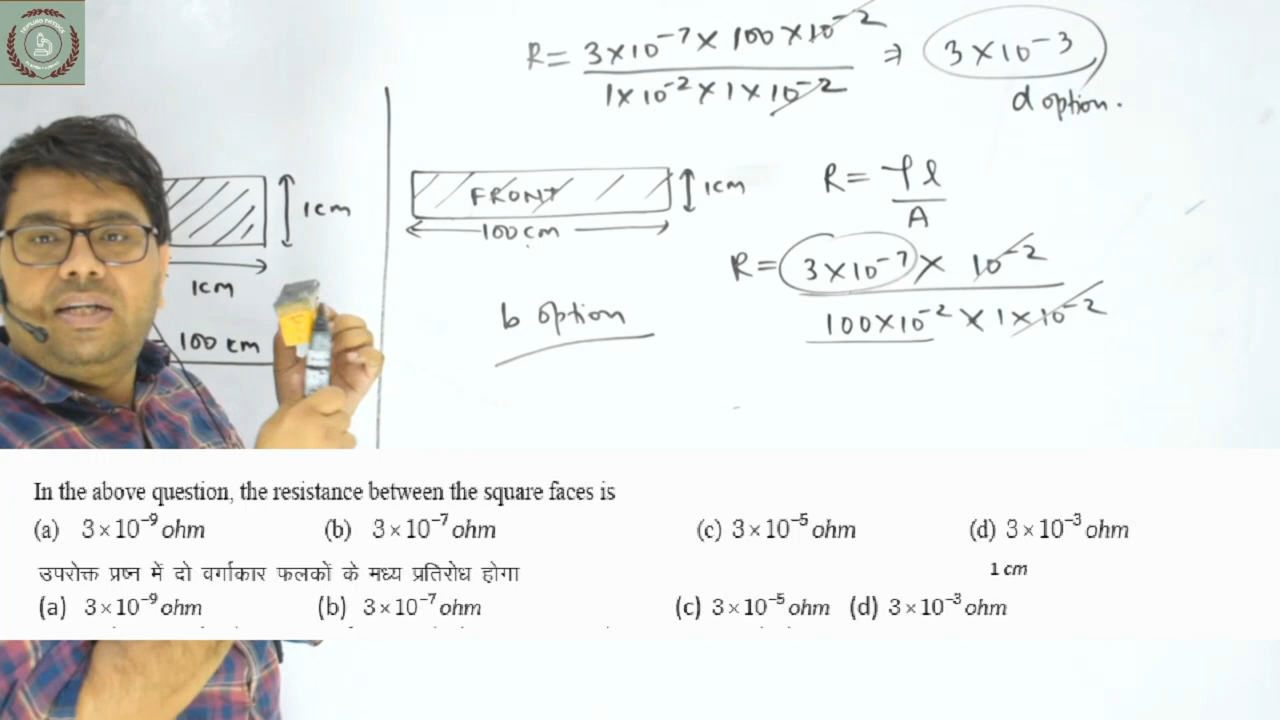 TEMPLING PHYSICS
R = 3×10⁻⁷ × 100 × 10⁻² / 1×10⁻² × 1×10⁻² ⇒ 3×10⁻³
d option.
1cm
1cm
100 cm
FRONT
1cm
100 cm
R = ρl / A
R = 3×10⁻⁷ × 10⁻² / 100×10⁻² × 1×10⁻²
b option
In the above question, the resistance between the square faces is
(a) 3×10⁻⁹ ohm (b) 3×10⁻⁷ ohm (c) 3×10⁻⁵ ohm (d) 3×10⁻³ ohm
उपरोक्त प्रश्न में दो वर्गाकार फलकों के मध्य प्रतिरोध होगा
1 cm
(a) 3×10⁻⁹ ohm (b) 3×10⁻⁷ ohm (c) 3×10⁻⁵ ohm (d) 3×10⁻³ ohm